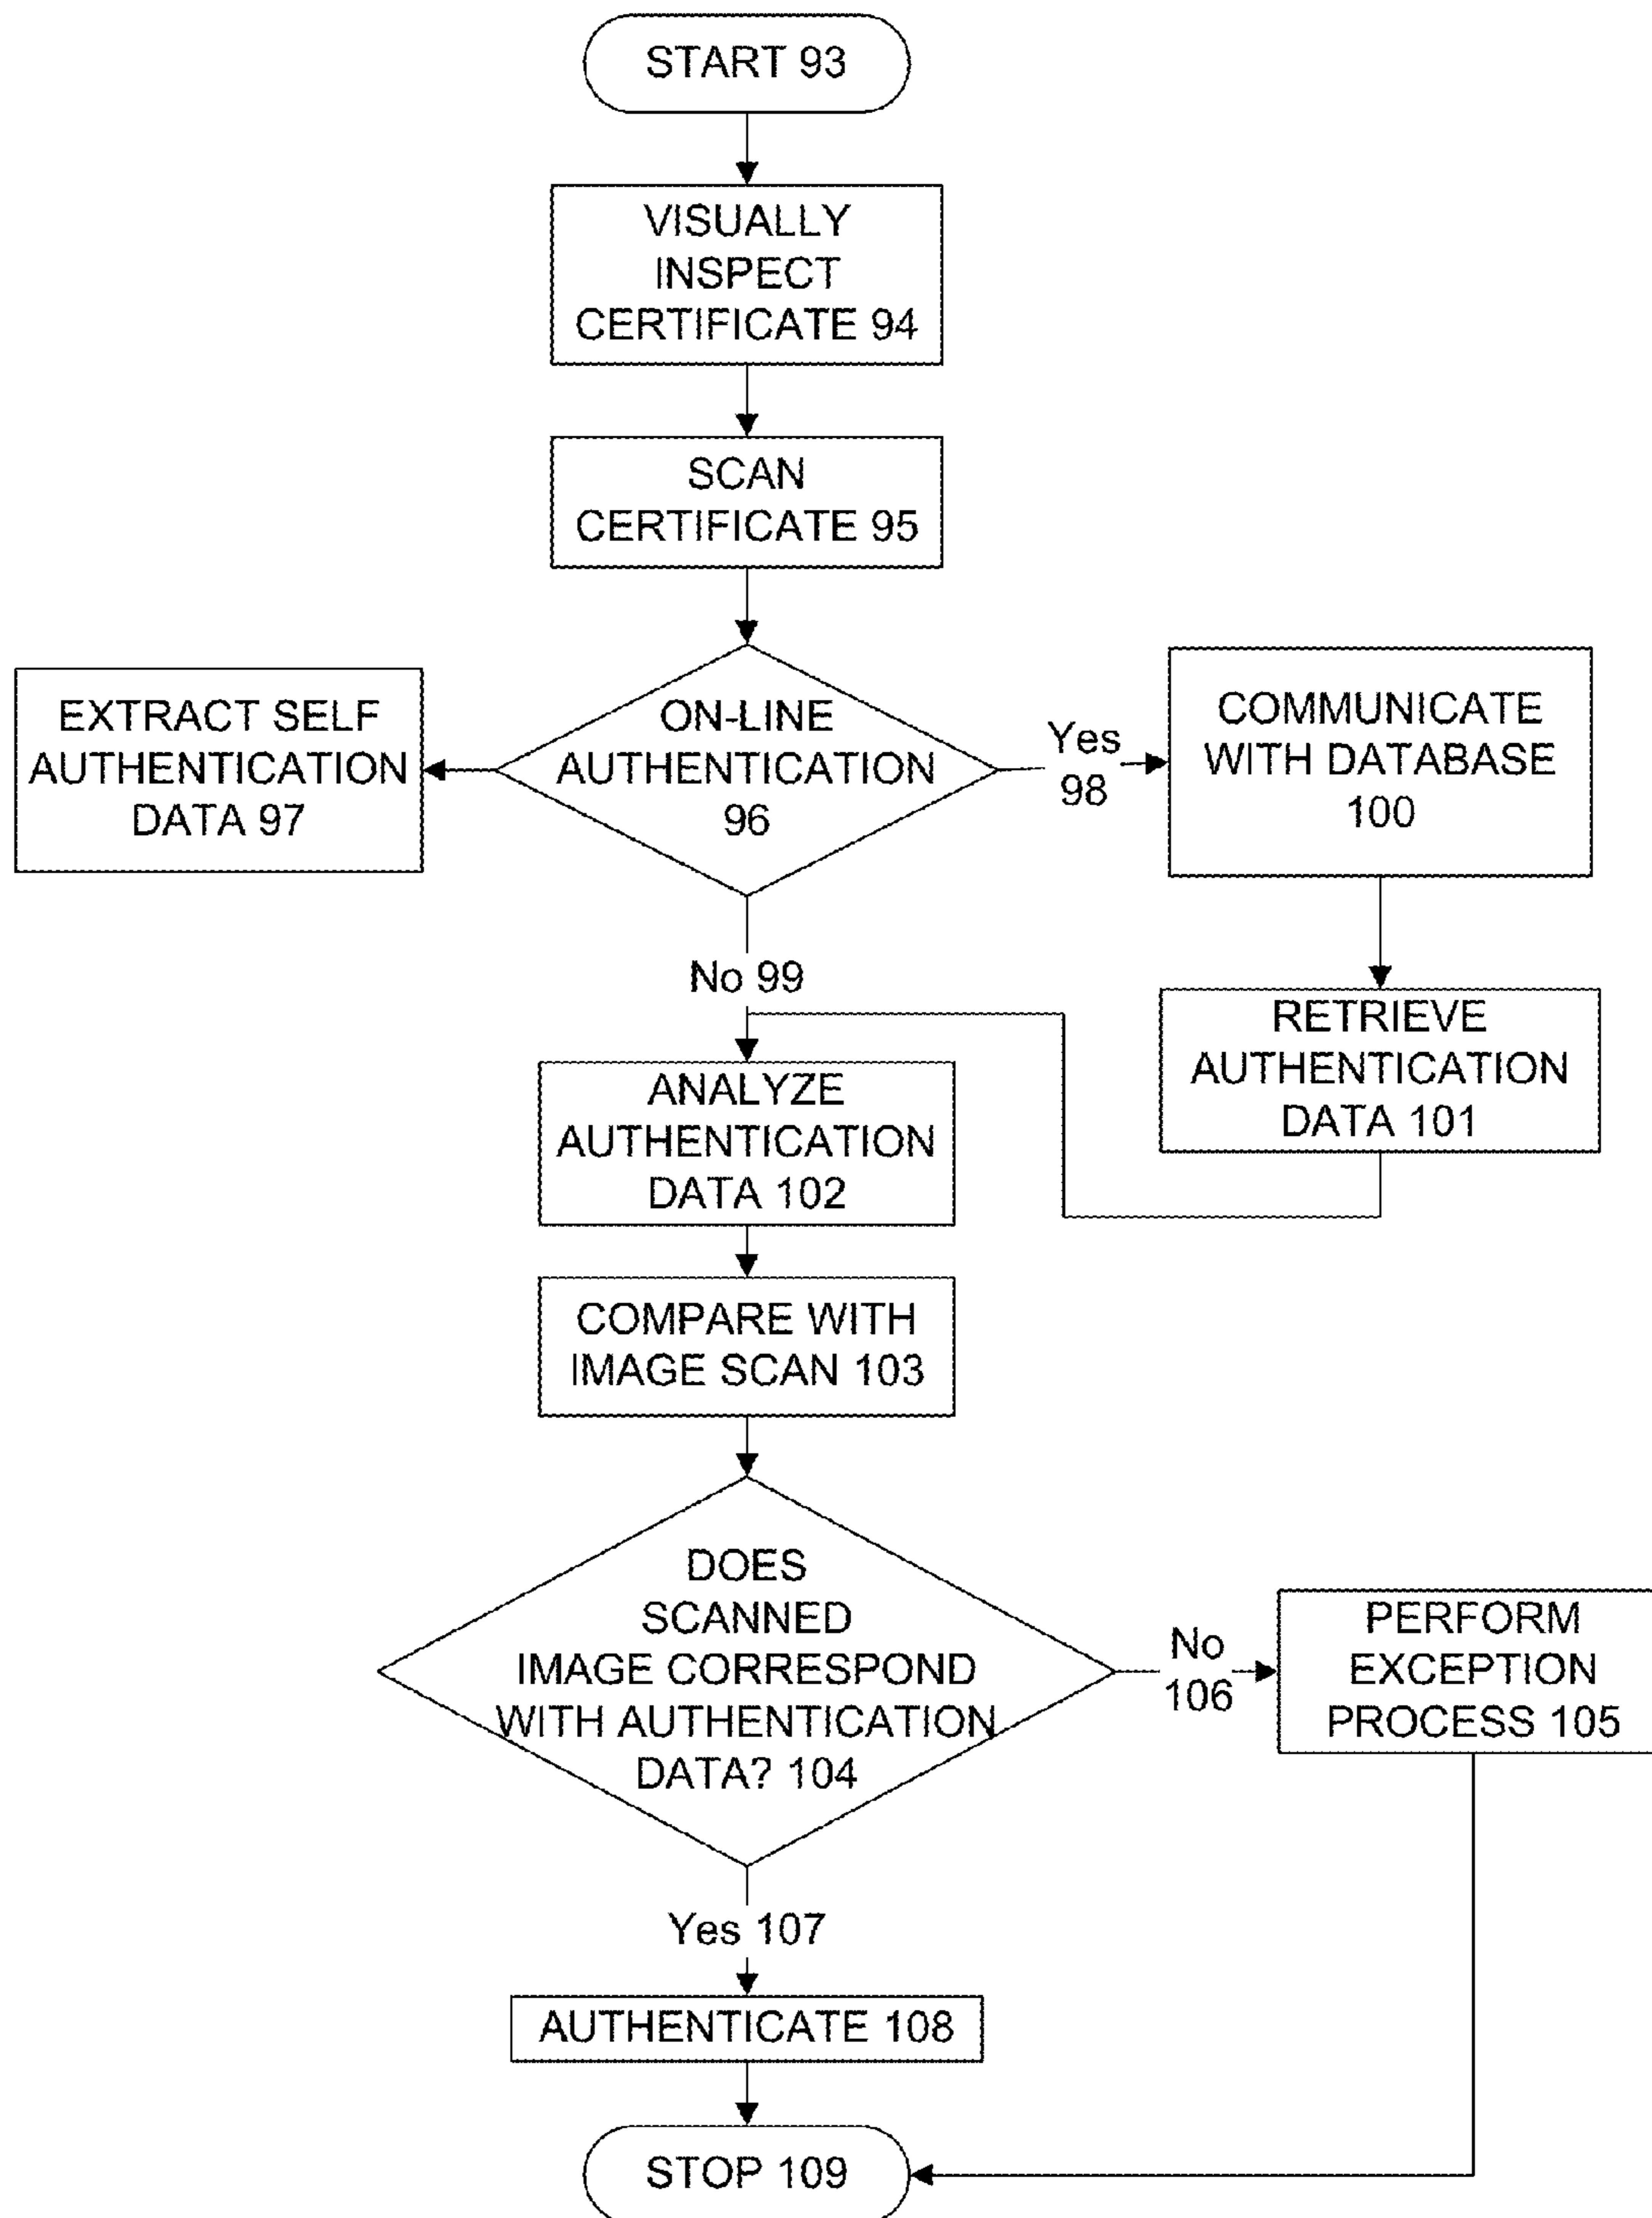 START 93
VISUALLY
INSPECT
CERTIFICATE 94
SCAN
CERTIFICATE 95
ON-LINE
AUTHENTICATION
96
EXTRACT SELF
AUTHENTICATION
DATA 97
Yes
98
COMMUNICATE
WITH DATABASE
100
No 99
RETRIEVE
AUTHENTICATION
DATA 101
ANALYZE
AUTHENTICATION
DATA 102
COMPARE WITH
IMAGE SCAN 103
DOES
SCANNED
IMAGE CORRESPOND
WITH AUTHENTICATION
DATA? 104
No
106
PERFORM
EXCEPTION
PROCESS 105
Yes 107
AUTHENTICATE 108
STOP 109